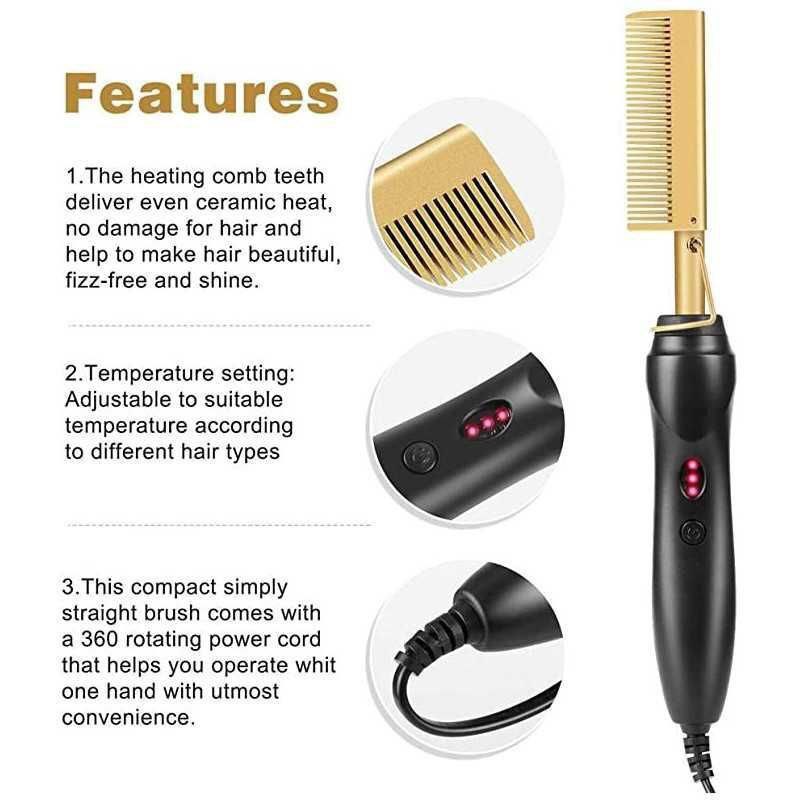 Features
1.The heating comb teeth
deliver even ceramic heat,
no damage for hair and
help to make hair beautiful,
fizz-free and shine.
2.Temperature setting:
Adjustable to suitable
temperature according
to different hair types
3.This compact simply
straight brush comes with
a 360 rotating power cord
that helps you operate whit
one hand with utmost
convenience.